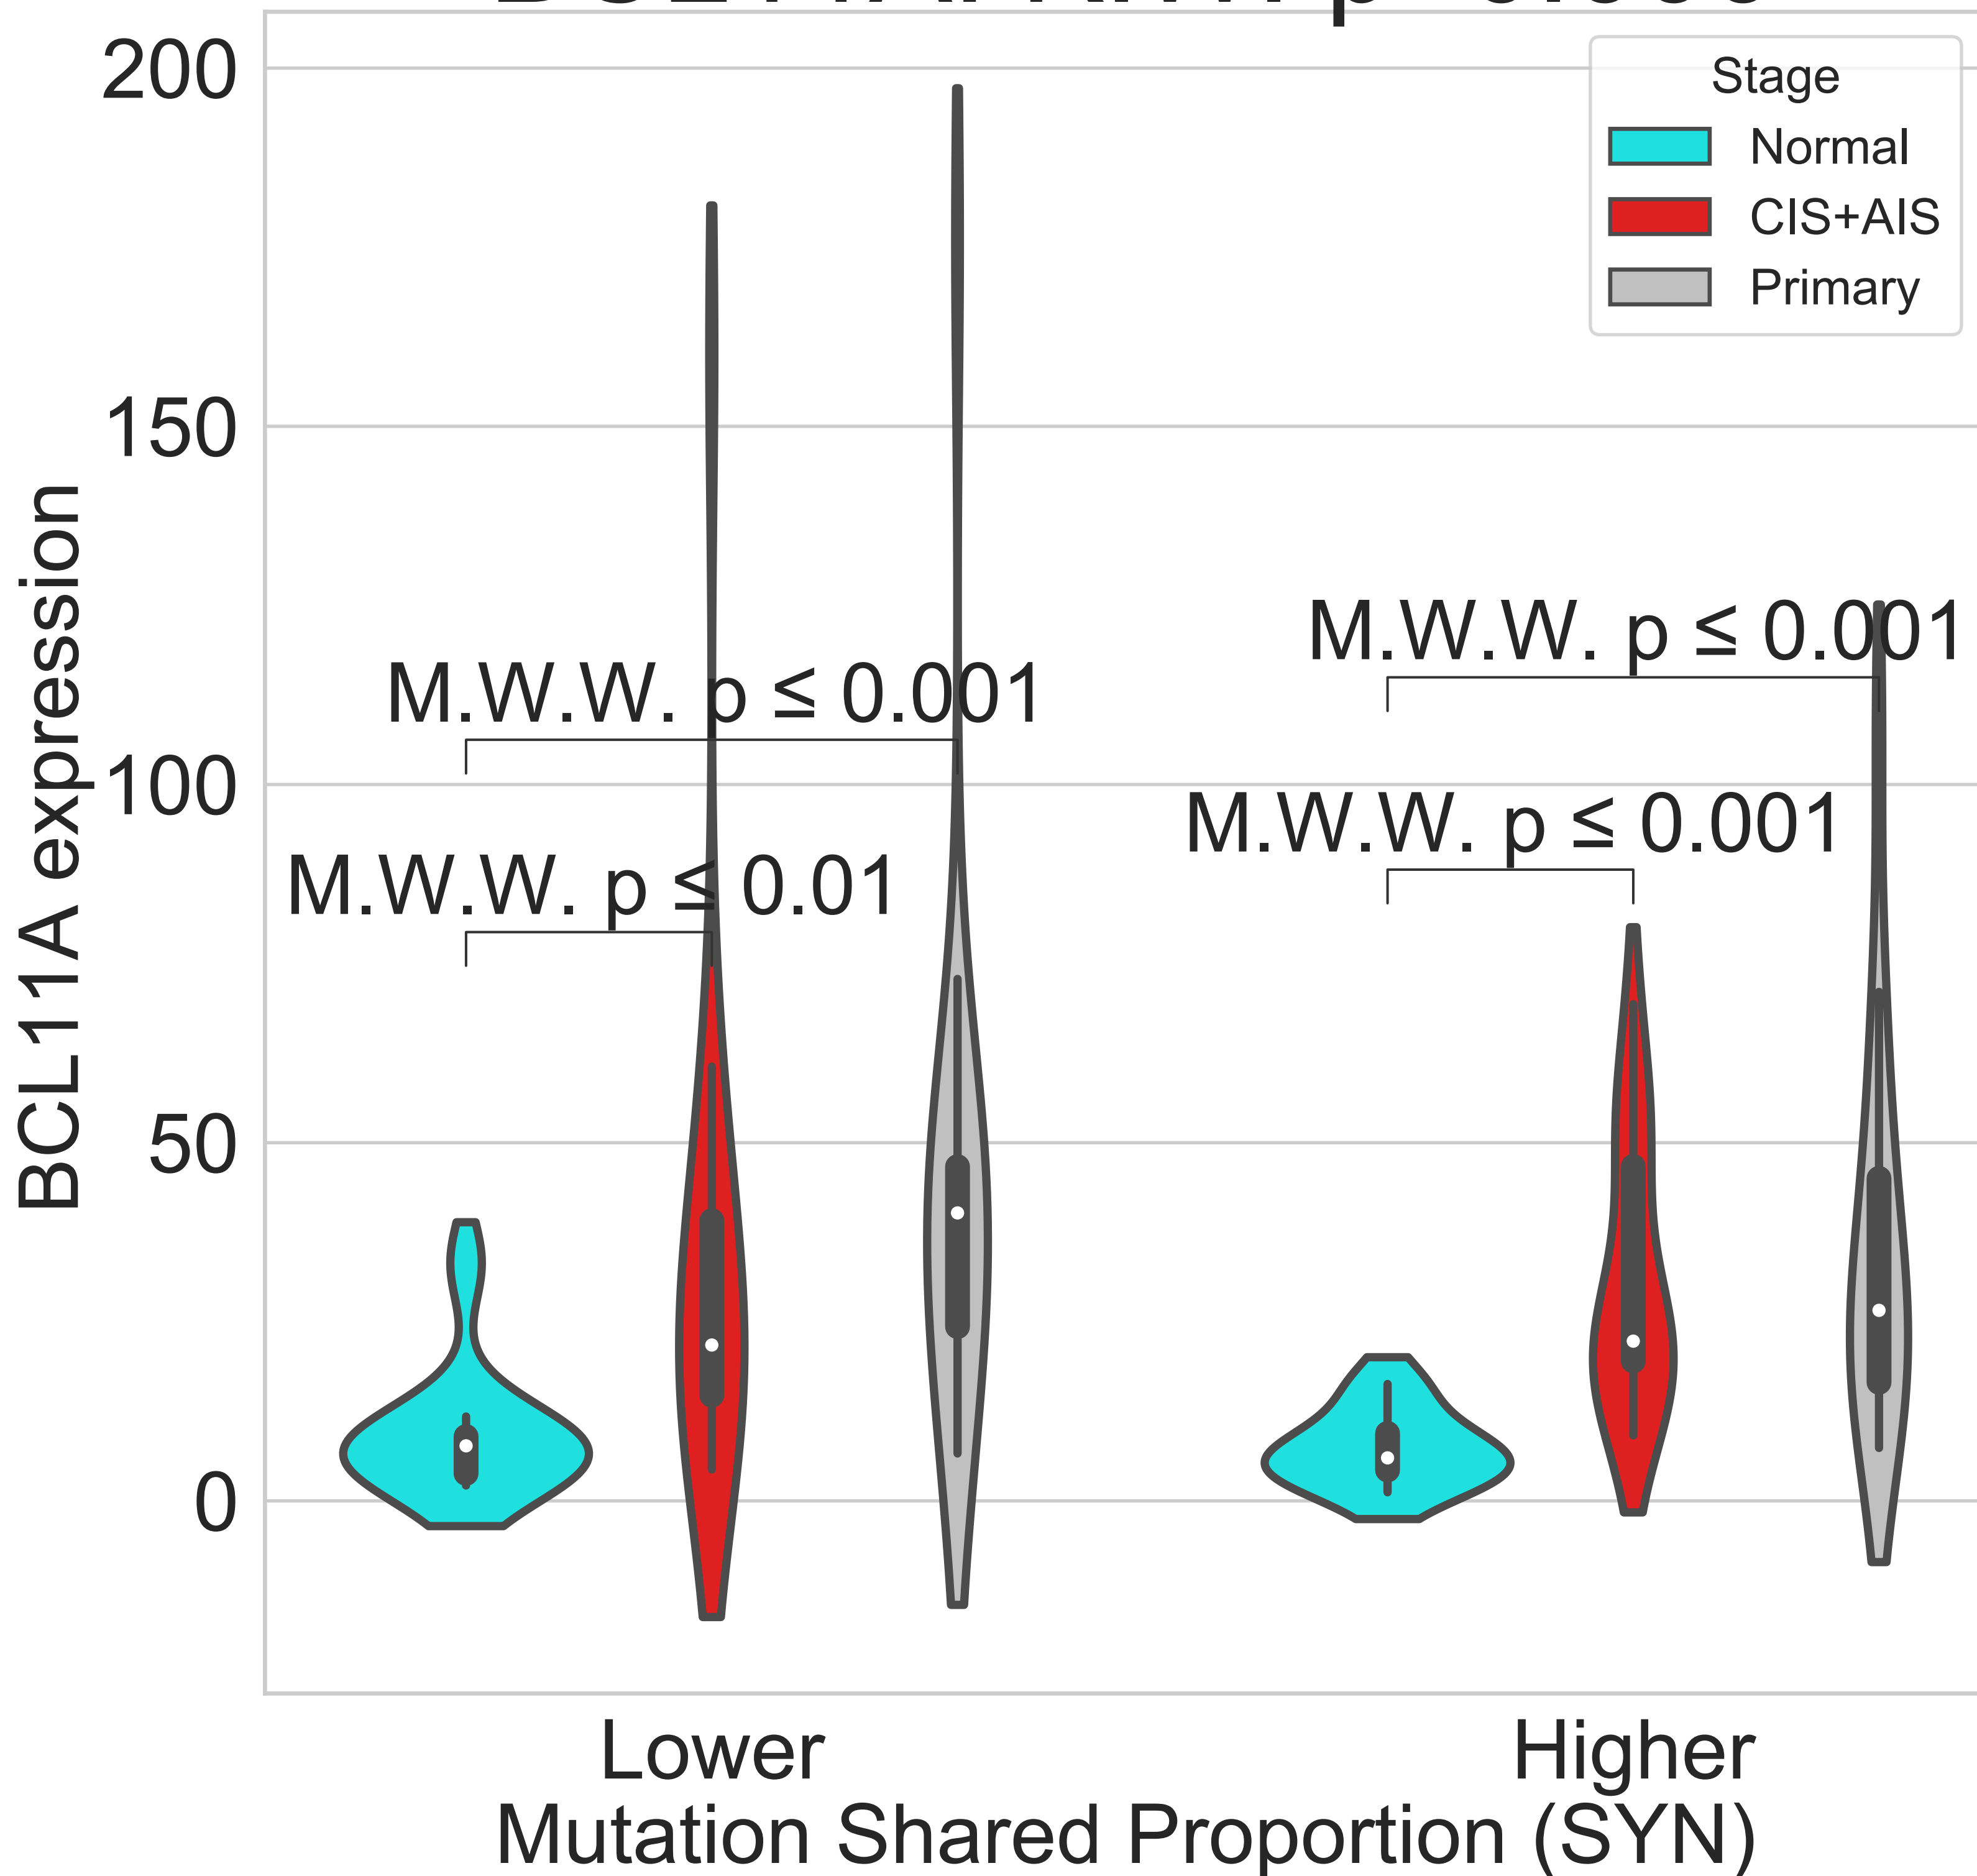 200
150
100
50
0
BCL11A expression
Stage
Normal
CIS+AIS
Primary
M.W.W. p ≤ 0.001
M.W.W. p ≤ 0.001
M.W.W. p ≤ 0.001
M.W.W. p ≤ 0.01
Lower
Higher
Mutation Shared Proportion (SYN)